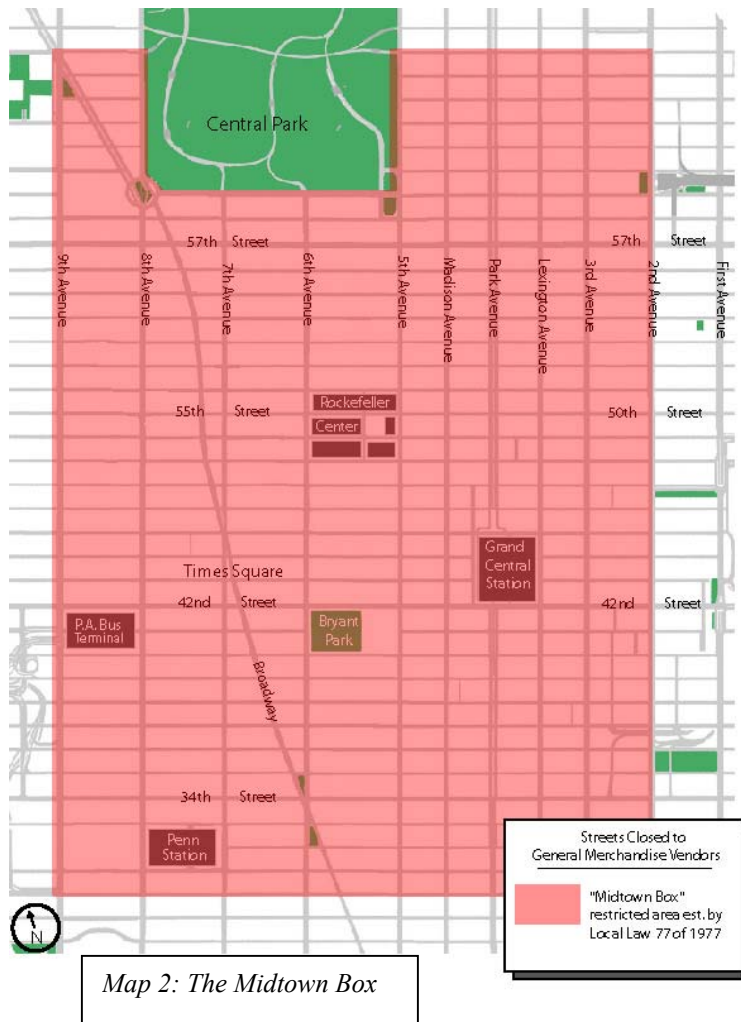 Central Park
57th Street
57th Street
9th Avenue
8th Avenue
7th Avenue
6th Avenue
5th Avenue
Madison Avenue
Park Avenue
Lexington Avenue
3rd Avenue
2nd Avenue
First Avenue
55th Street
Rockefeller
Center
50th Street
Times Square
42nd Street
Grand
Central
Station
42nd Street
P.A. Bus
Terminal
Bryant
Park
Broadway
34th Street
Penn
Station
Streets Closed to
General Merchandise Vendors
"Midtown Box"
restricted area est. by
Local Law 77 of 1977
N
Map 2: The Midtown Box